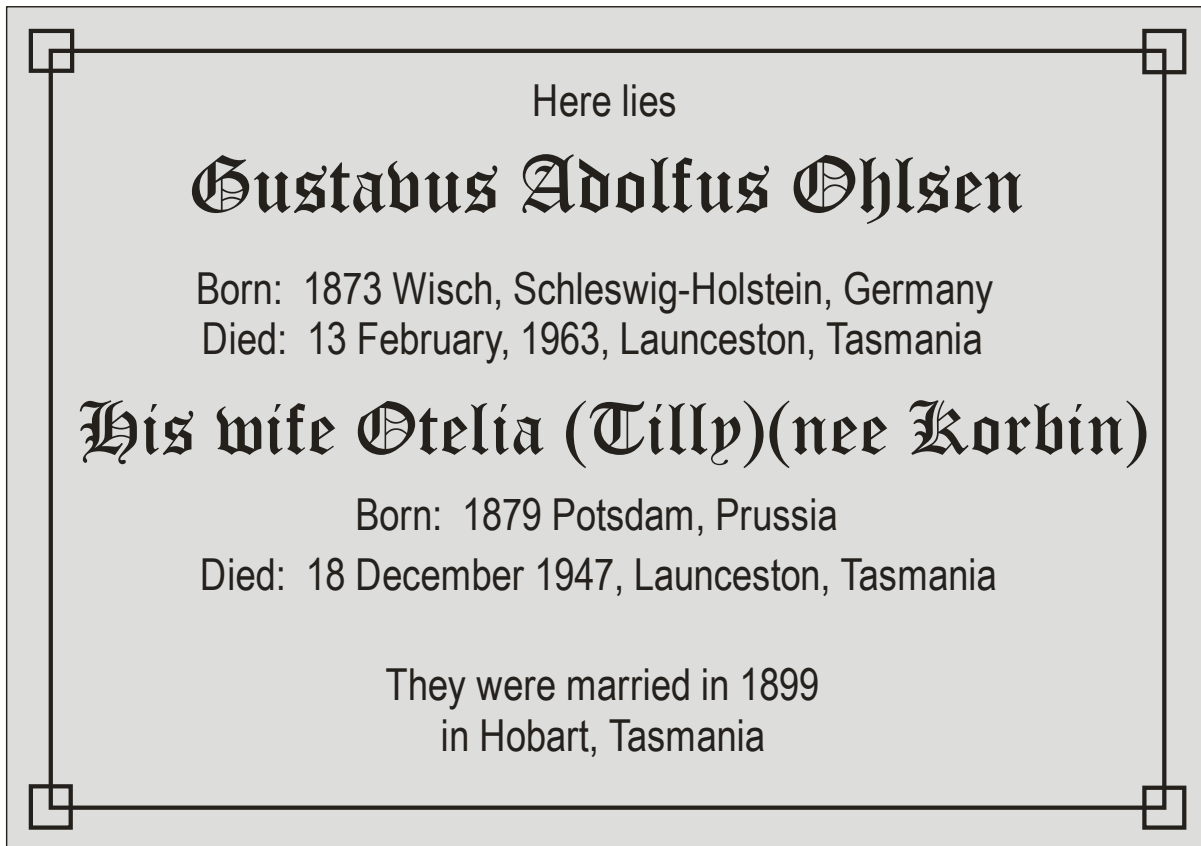 Here lies
Gustavus Adolfus Ohlsen
Born: 1873 Wisch, Schleswig-Holstein, Germany
Died: 13 February, 1963, Launceston, Tasmania
His wife Otelia (Tilly)(nee Korbin)
Born: 1879 Potsdam, Prussia
Died: 18 December 1947, Launceston, Tasmania
They were married in 1899
in Hobart, Tasmania